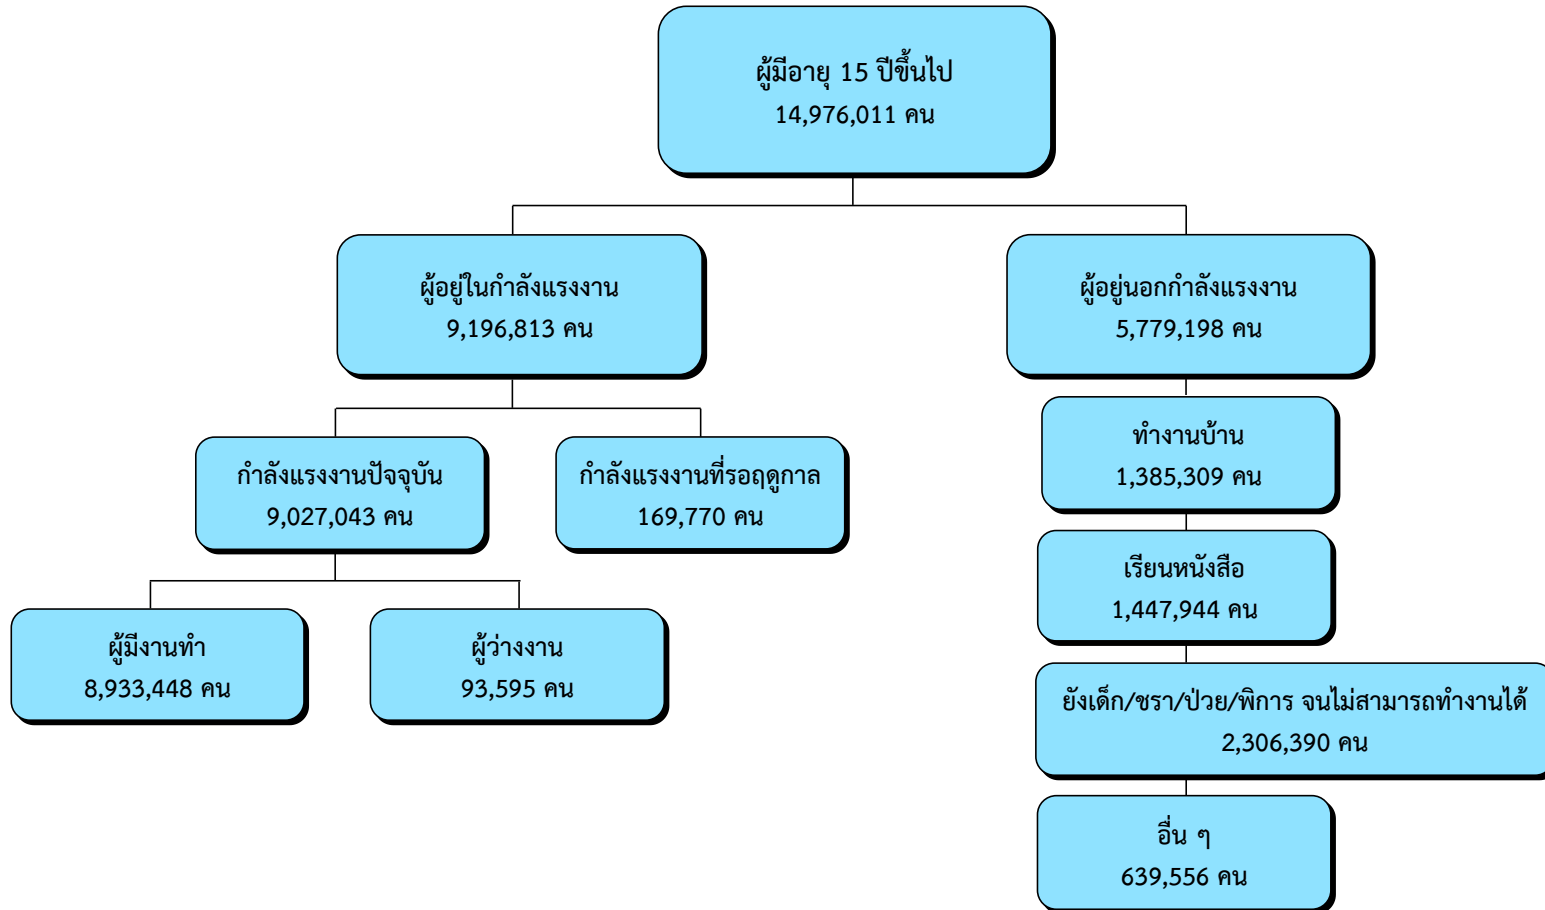 ผู้มีอายุ 15 ปีขึ้นไป
14,976,011 คน
ผู้อยู่ในกำลังแรงงาน
9,196,813 คน
ผู้อยู่นอกกำลังแรงงาน
5,779,198 คน
กำลังแรงงานปัจจุบัน
9,027,043 คน
กำลังแรงงานที่รอฤดูกาล
169,770 คน
ผู้มีงานทำ
8,933,448 คน
ผู้ว่างงาน
93,595 คน
ทำงานบ้าน
1,385,309 คน
เรียนหนังสือ
1,447,944 คน
ยังเด็ก/ชรา/ป่วย/พิการ จนไม่สามารถทำงานได้
2,306,390 คน
อื่น ๆ
639,556 คน